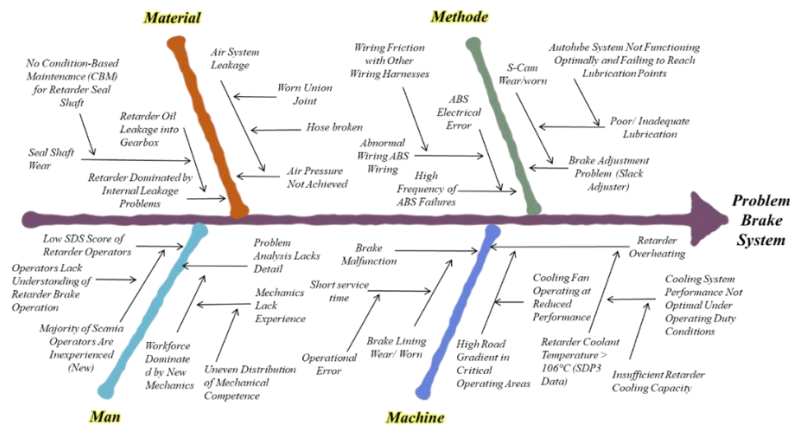 Material
Methode
No Condition-Based
Maintenance (CBM)
for Retarder Seal
Shaft
Air System
Leakage
Worn Union
Joint
Hose broken
Retarder Oil
Leakage into
Gearbox
Seal Shaft
Wear
Retarder Dominated by
Internal Leakage
Problems
Air Pressure
Not Achieved
Wiring Friction
with Other
Wiring Harnesses
ABS
Electrical
Error
Abnormal
Wiring ABS
Wiring
High
Frequency of
ABS Failures
S-Cam
Wear/worn
Autolube System Not Functioning
Optimally and Failing to Reach
Lubrication Points
Poor/ Inadequate
Lubrication
Brake Adjustment
Problem (Slack
Adjuster)
Problem
Brake
System
Low SDS Score of
Retarder Operators
Operators Lack
Understanding of
Retarder Brake
Operation
Majority of Scania
Operators Are
Inexperienced
(New)
Problem
Analysis Lacks
Detail
Mechanics
Lack
Experience
Workforce
Dominate
d by New
Mechanics
Uneven Distribution
of Mechanical
Competence
Brake
Malfunction
Short service
time
Operational
Error
Brake Lining
Wear/ Worn
High Road
Gradient in
Critical
Operating Areas
Cooling Fan
Operating at
Reduced
Performance
Retarder
Overheating
Retarder Coolant
Temperature >
106°C (SDP3
Data)
Cooling System
Performance Not
Optimal Under
Operating Duty
Conditions
Insufficient Retarder
Cooling Capacity
Man
Machine